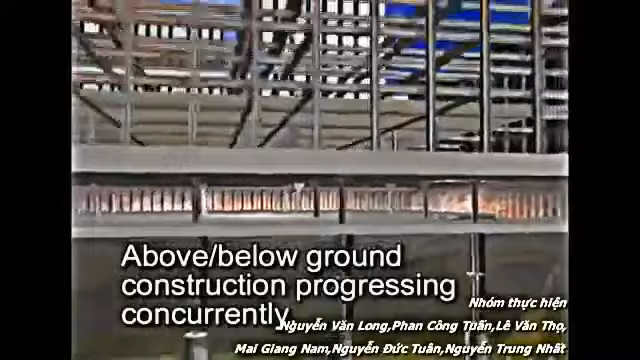 Above/below ground
construction progressing
concurrently
Nhóm thực hiện
Nguyễn Văn Long,Phan Công Tuấn,Lê Văn Thọ,
Mai Giang Nam,Nguyễn Đức Tuân,Nguyễn Trung Nhất